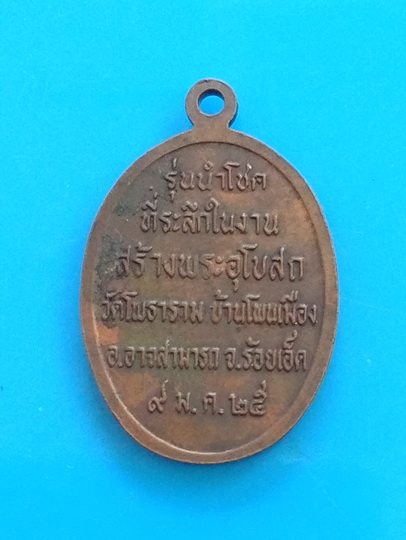 รุ่นนำโชค
ที่ระลึกในงาน
สร้างพระอุโบสถ
วัดโพธาราม บ้านโพนเมือง
อ.อาจสามารถ จ.ร้อยเอ็ด
๙ ม.ค.๒๕